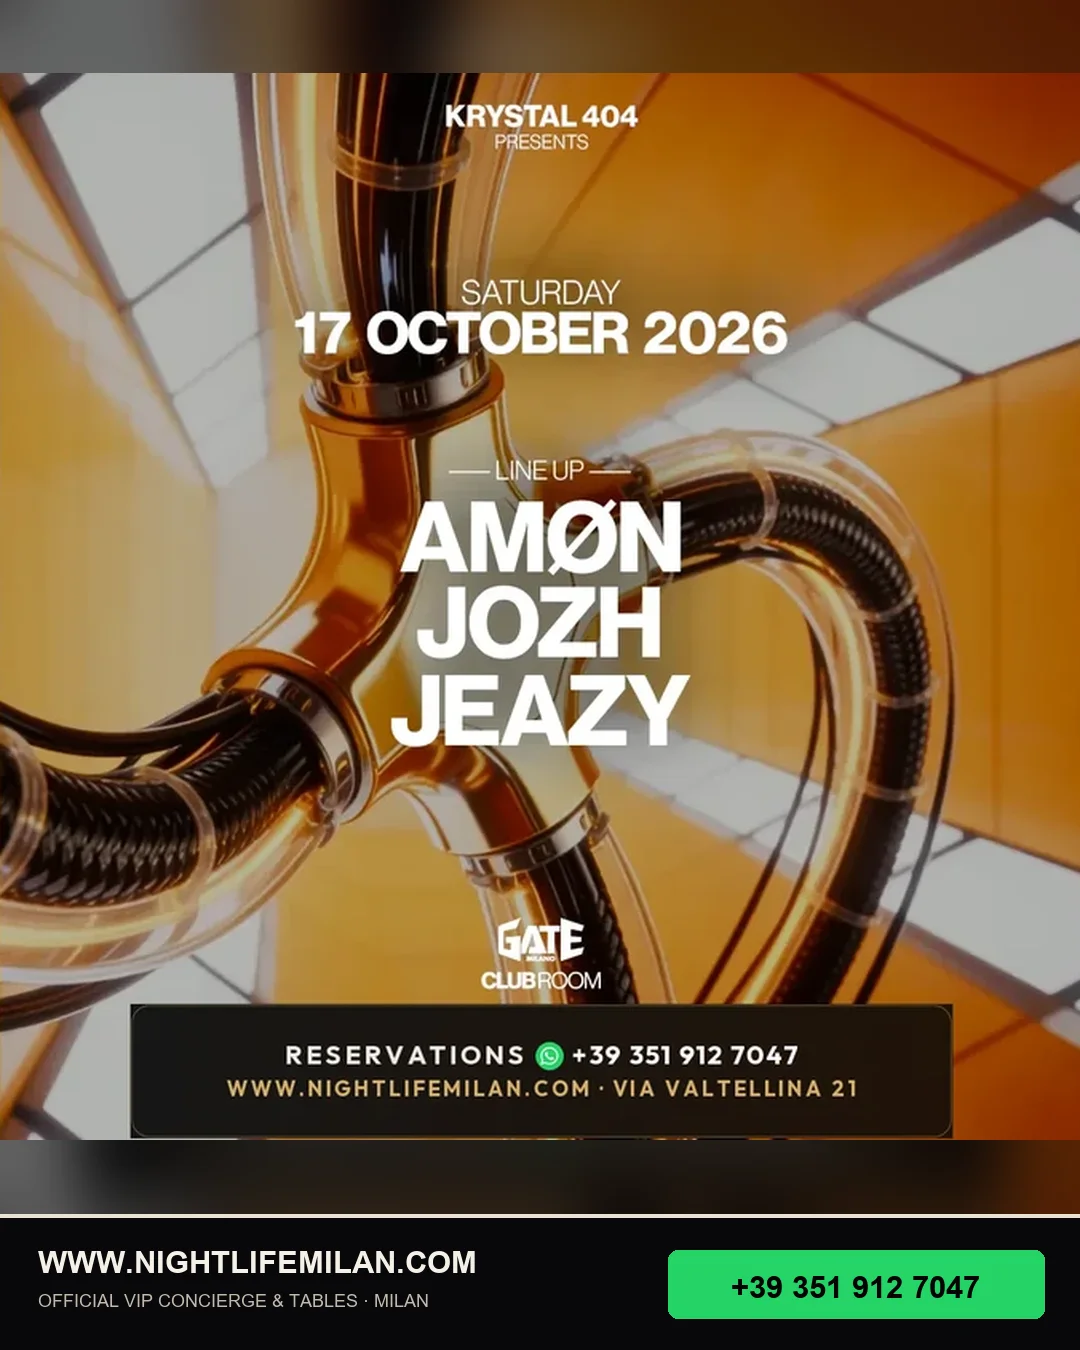 KRYSTAL 404
PRESENTS
SATURDAY
17 OCTOBER 2026
LINE UP
AMØN
JOZH
JEAZY
GATE
MILANO
CLUBROOM
RESERVATIONS +39 351 912 7047
WWW.NIGHTLIFEMILAN.COM · VIA VALTELLINA 21
WWW.NIGHTLIFEMILAN.COM
OFFICIAL VIP CONCIERGE & TABLES · MILAN
+39 351 912 7047